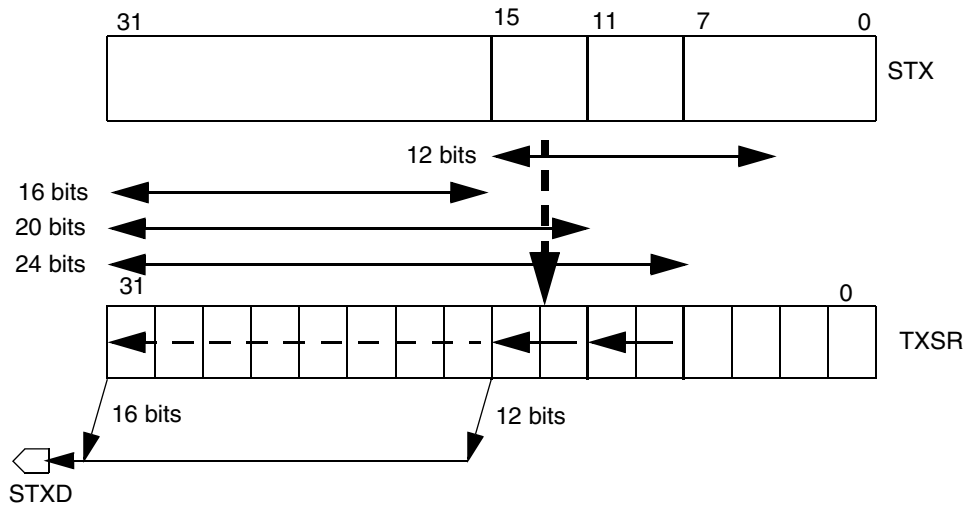 31 15 11 7 0
STX
12 bits
16 bits
20 bits
24 bits
31 0
TXSR
16 bits 12 bits
STXD